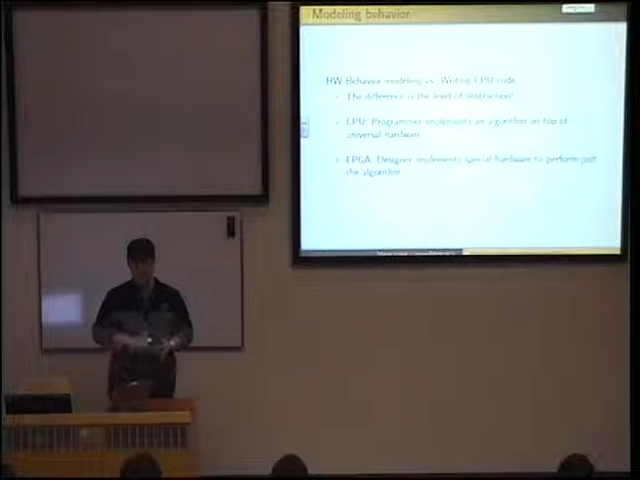 Modeling behavior
HW Behavior modeling vs. Writing CPU code
The difference is the level of abstraction!
CPU: Programmer implements an algorithm on top of
universal hardware
FPGA: Designer implements special hardware to perform just
the algorithm